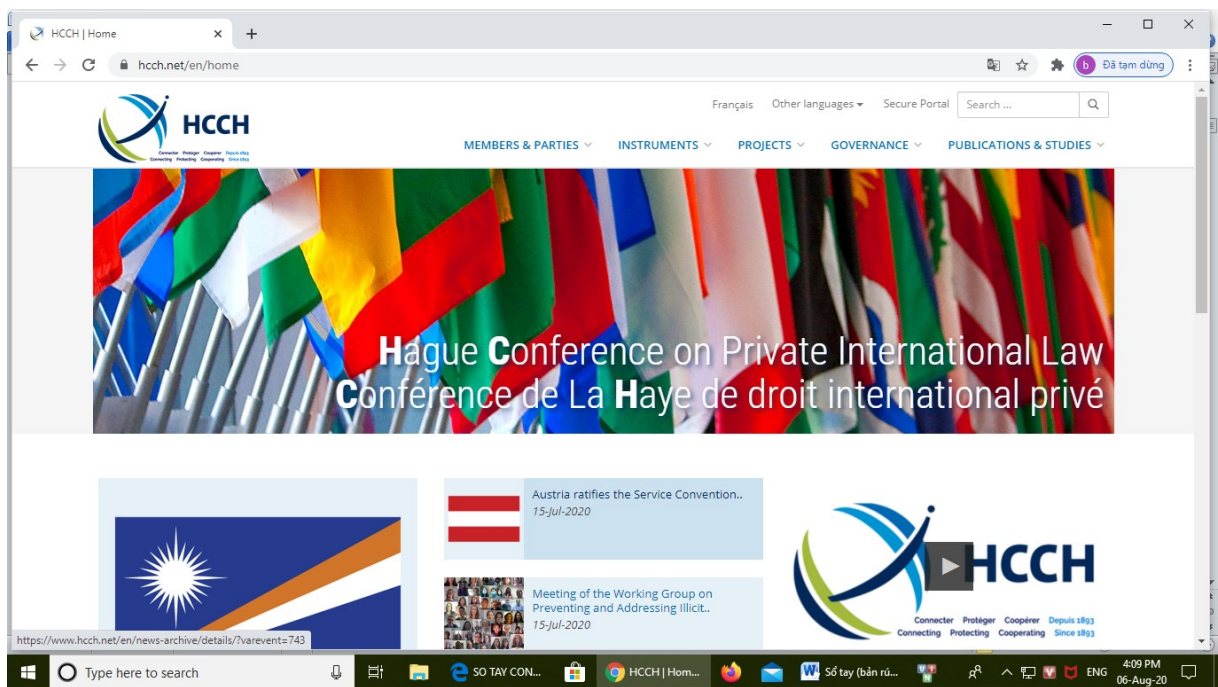 HCCH | Home
hcch.net/en/home
b Đã tạm dừng
Français Other languages Secure Portal Search ...
HCCH
Connecter Protéger Coopérer Depuis 1893
Connecting Protecting Cooperating Since 1893
MEMBERS & PARTIES INSTRUMENTS PROJECTS GOVERNANCE PUBLICATIONS & STUDIES
Hague Conference on Private International Law
Conférence de La Haye de droit international privé
Austria ratifies the Service Convention..
15-Jul-2020
Meeting of the Working Group on
Preventing and Addressing Illicit..
15-Jul-2020
HCCH
Connecter Protéger Coopérer Depuis 1893
Connecting Protecting Cooperating Since 1893
https://www.hcch.net/en/news-archive/details/?varevent=743
Type here to search
SO TAY CON...
HCCH | Hom...
Sổ tay (bản rú...
ENG
4:09 PM
06-Aug-20